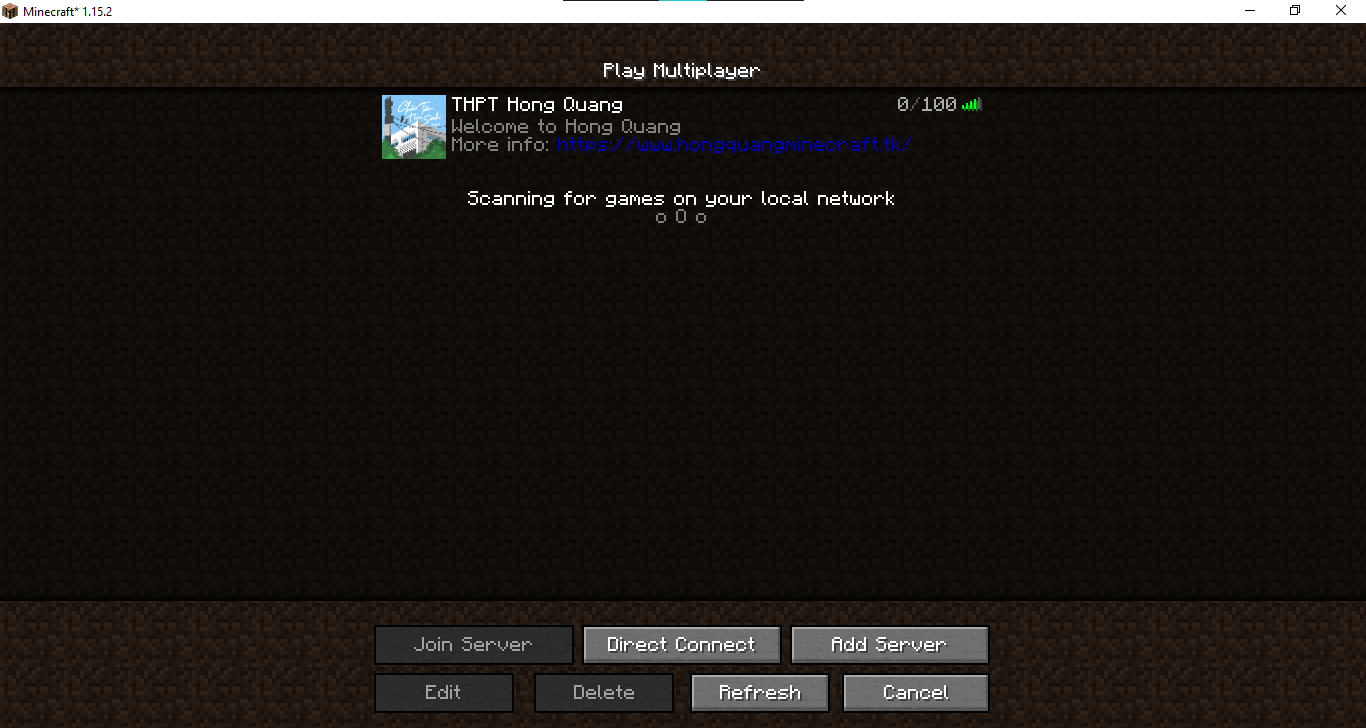 Minecraft* 1.15.2
Play Multiplayer
THPT Hong Quang
0/100
Welcome to Hong Quang
More info: https://www.hongquangminecraft.tk/
Scanning for games on your local network
o O o
Join Server
Direct Connect
Add Server
Edit
Delete
Refresh
Cancel